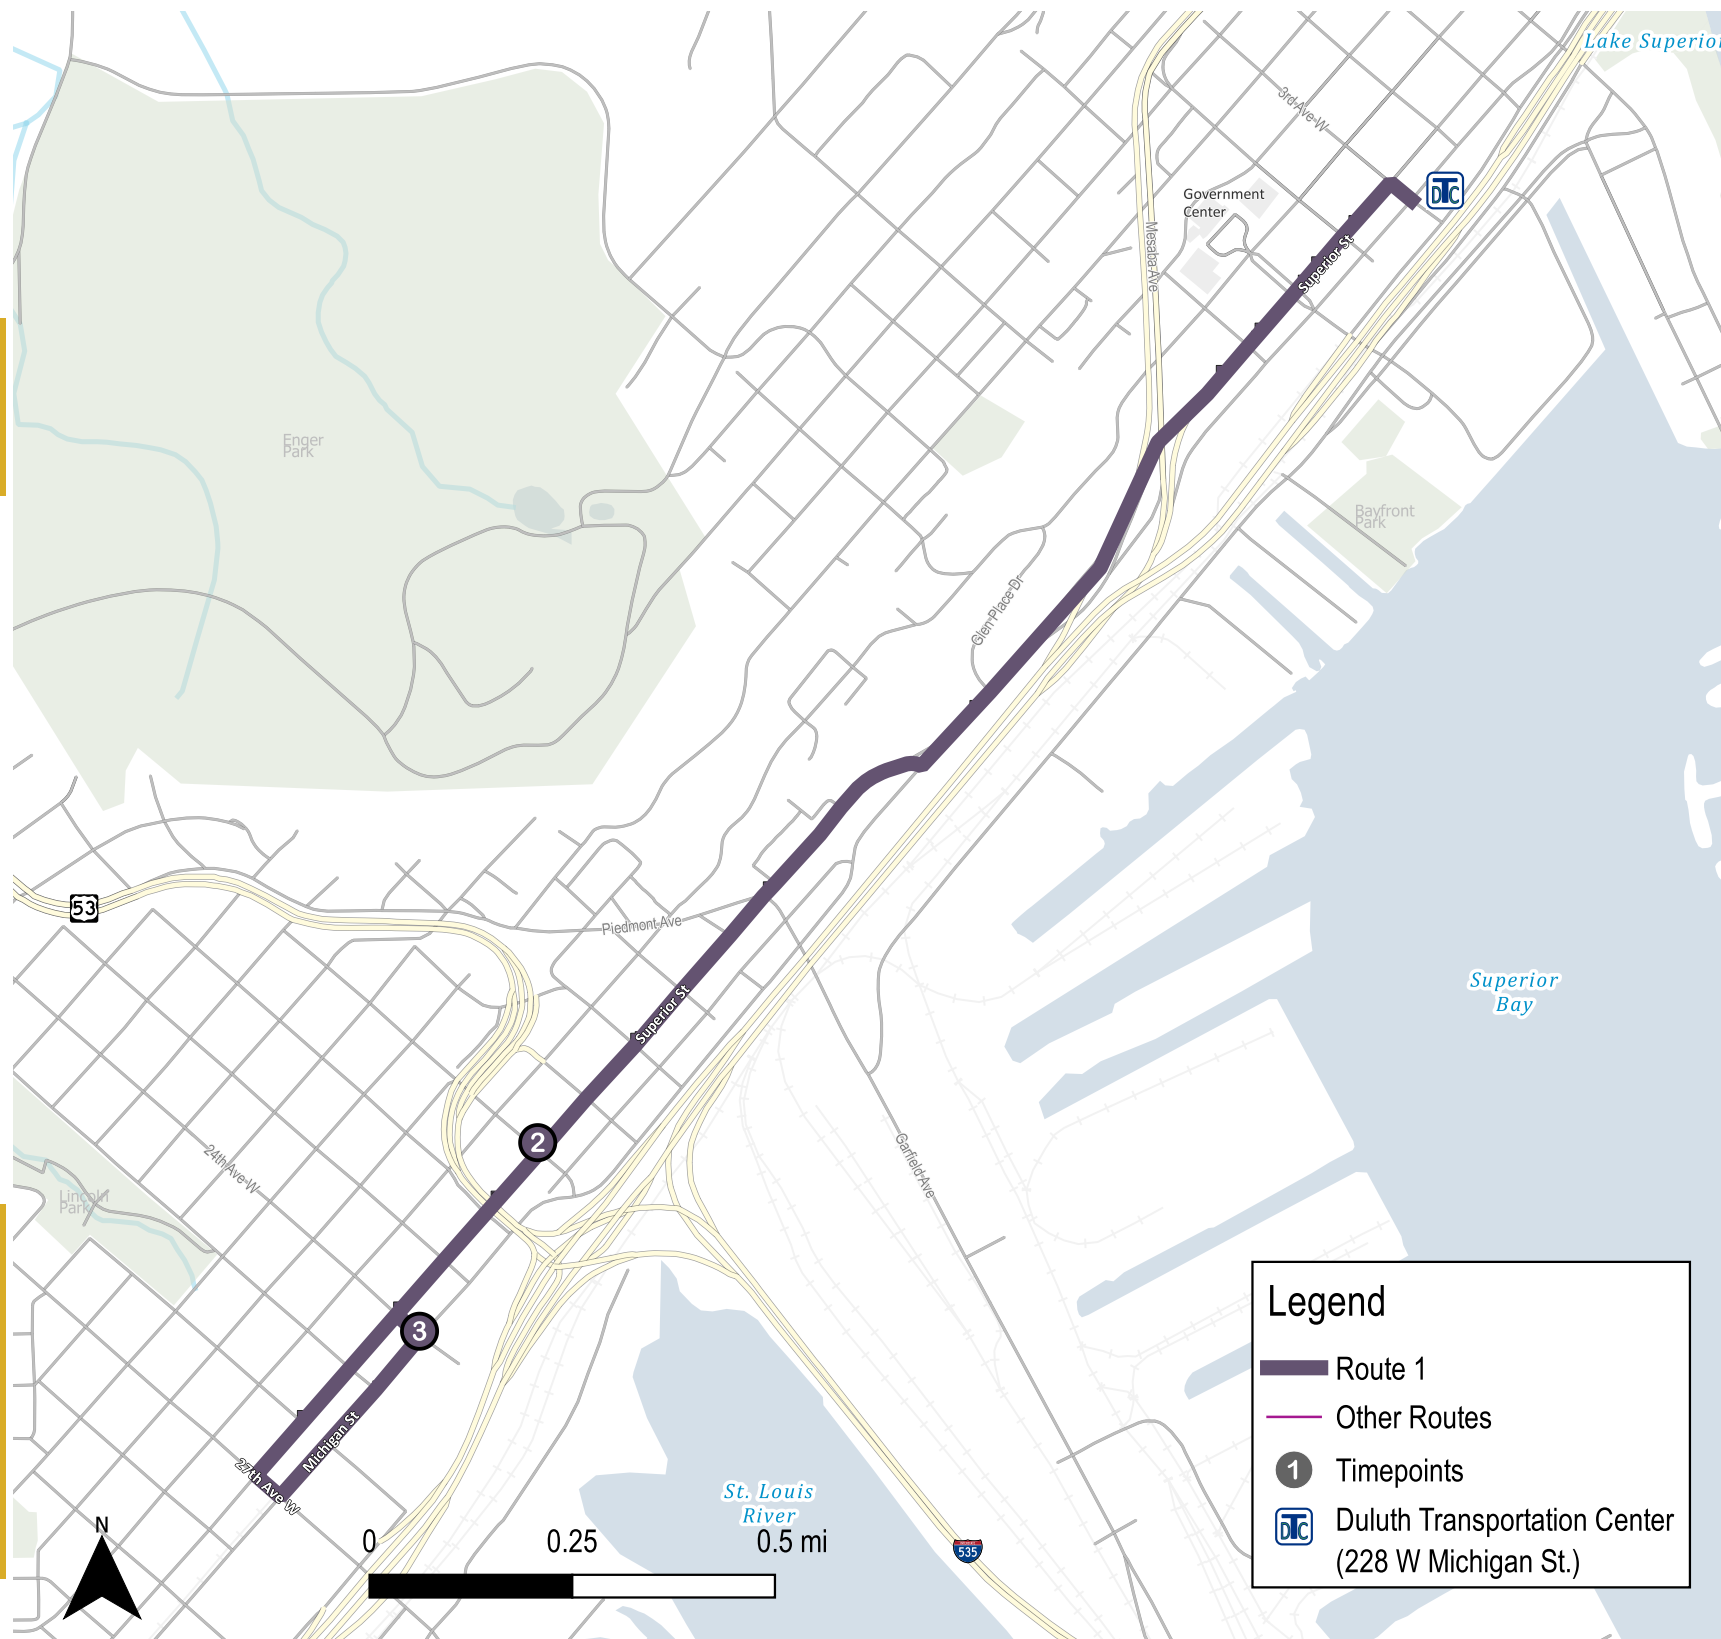 Lake Superior
3rd-Ave-W
DTC
Government
Center
Mesaba-Ave
Superior St
Enger
Park
Bayfront
Park
Glen-Place-Dr
53
Piedmont-Ave
Superior St
Superior
Bay
2
24th-Ave-W
Garfield-Ave
Lincoln
Park
3
Michigan St
27th Ave W
St. Louis
River
N
0 0.25 0.5 mi
535
Legend
Route 1
Other Routes
1 Timepoints
DTC Duluth Transportation Center
(228 W Michigan St.)